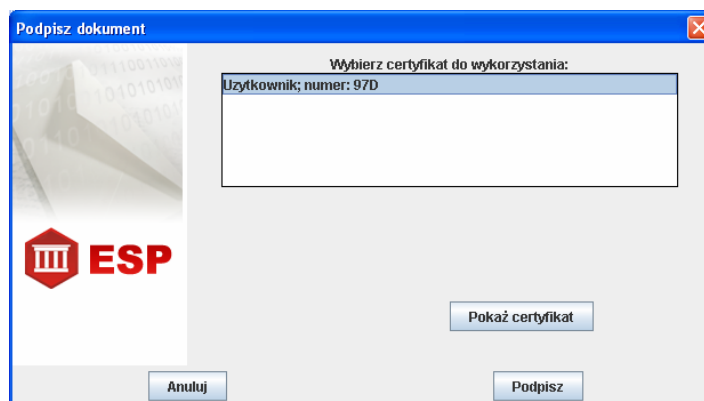 Podpisz dokument
Wybierz certyfikat do wykorzystania:
Uzytkownik; numer: 97D
ESP
Pokaż certyfikat
Anuluj
Podpisz